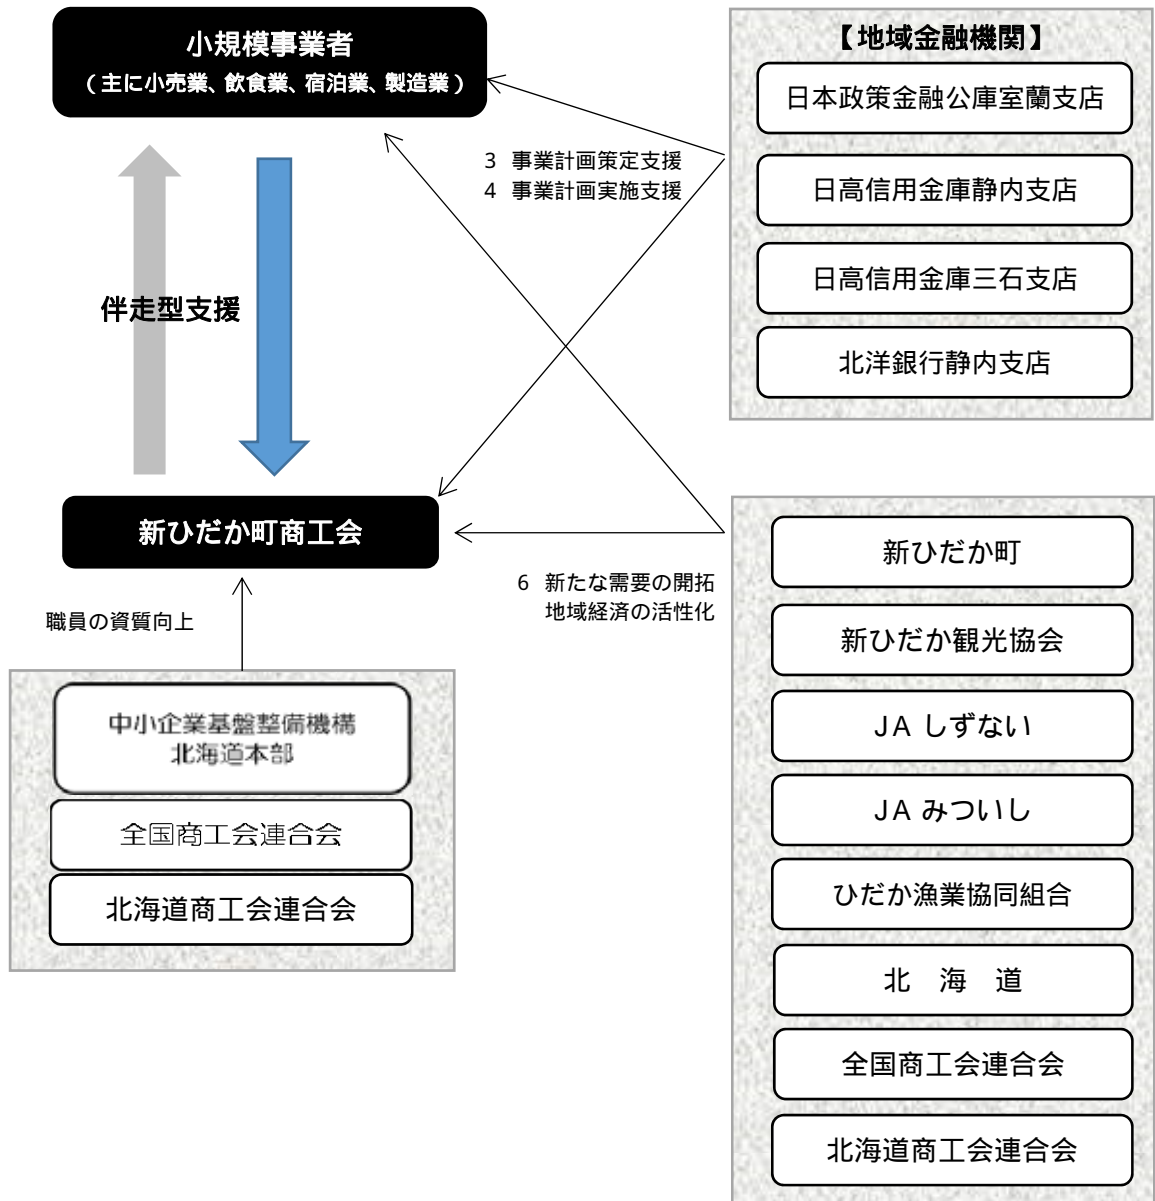 小規模事業者
(主に小売業、飲食業、宿泊業、製造業)
【地域金融機関】
日本政策金融公庫室蘭支店
日高信用金庫静内支店
日高信用金庫三石支店
北洋銀行静内支店
3 事業計画策定支援
4 事業計画実施支援
伴走型支援
新ひだか町商工会
6 新たな需要の開拓
地域経済の活性化
職員の資質向上
中小企業基盤整備機構
北海道本部
全国商工会連合会
北海道商工会連合会
新ひだか町
新ひだか観光協会
JA しずない
JA みついし
ひだか漁業協同組合
北 海 道
全国商工会連合会
北海道商工会連合会